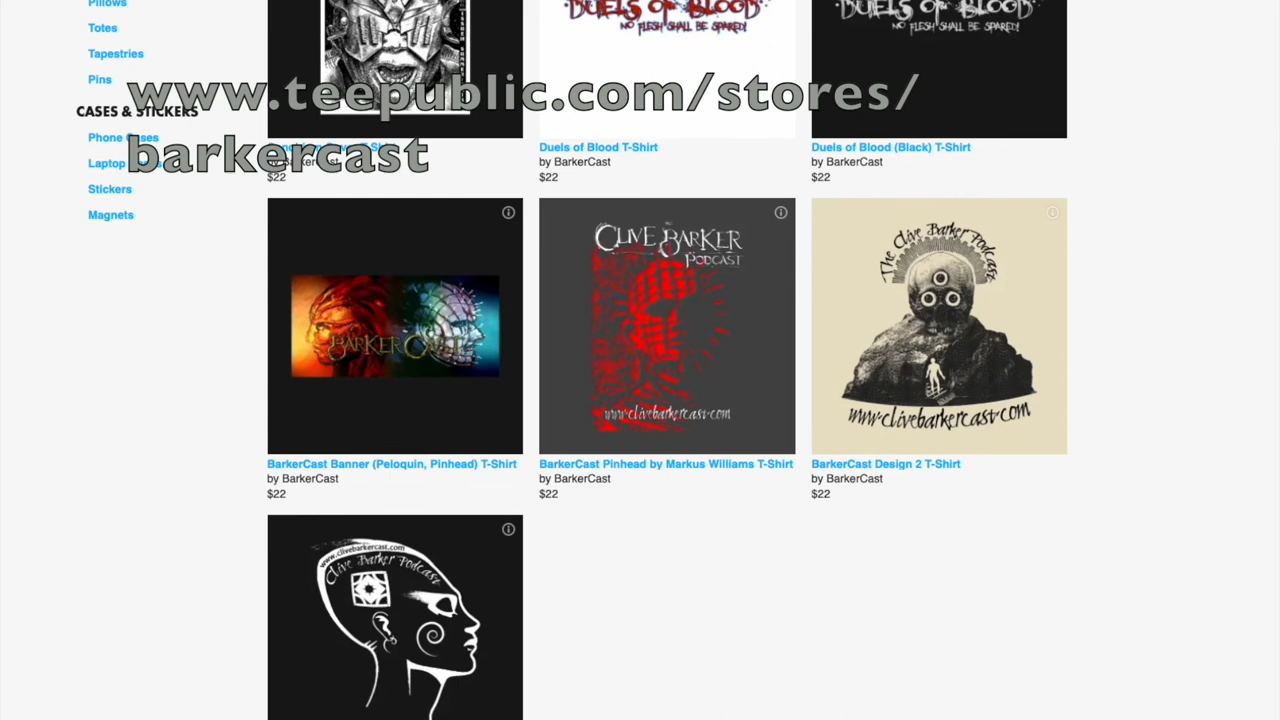 Pillows
Totes
Tapestries
Pins
CASES & STICKERS
Phone Cases
Laptop
Stickers
Magnets
www.teepublic.com/stores/
barkercast
DUELS OF BLOOD
NO FLESH SHALL BE SPARED!
DUELS OF BLOOD
NO FLESH SHALL BE SPARED!
by BarkerCast
$22
Duels of Blood T-Shirt
by BarkerCast
$22
Duels of Blood (Black) T-Shirt
by BarkerCast
$22
BARKERCAST
CLIVE BARKER
PODCAST
www.clivebarkercast.com
The Clive Barker Podcast
www.clivebarkercast.com
BarkerCast Banner (Peloquin, Pinhead) T-Shirt
by BarkerCast
$22
BarkerCast Pinhead by Markus Williams T-Shirt
by BarkerCast
$22
BarkerCast Design 2 T-Shirt
by BarkerCast
$22
www.clivebarkercast.com
Clive Barker Podcast